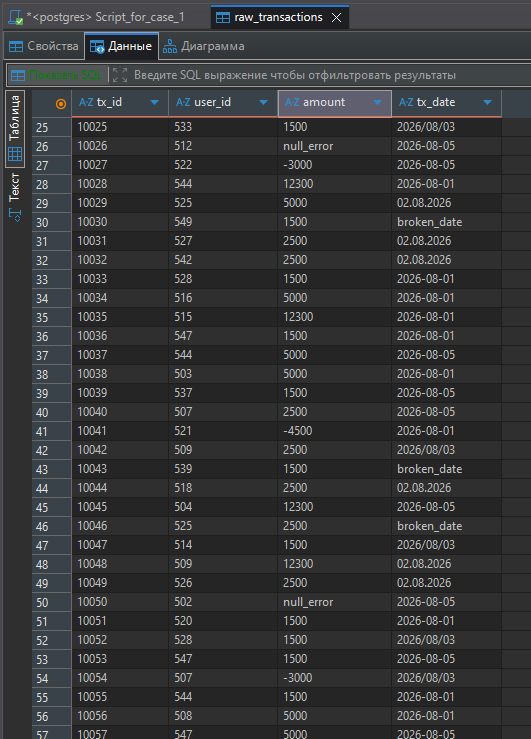 *<postgres> Script_for_case_1 raw_transactions
Свойства Данные Диаграмма
Показать SQL Введите SQL выражение чтобы отфильтровать результаты
Таблица
Текст
A-Z tx_id A-Z user_id A-Z amount A-Z tx_date
25 10025 533 1500 2026/08/03
26 10026 512 null_error 2026-08-05
27 10027 522 -3000 2026-08-05
28 10028 544 12300 2026-08-01
29 10029 525 5000 02.08.2026
30 10030 549 1500 broken_date
31 10031 527 2500 02.08.2026
32 10032 542 2500 02.08.2026
33 10033 528 1500 2026-08-01
34 10034 516 5000 2026-08-01
35 10035 515 12300 2026-08-01
36 10036 547 1500 2026-08-01
37 10037 544 5000 2026-08-05
38 10038 503 5000 2026-08-01
39 10039 537 1500 2026-08-05
40 10040 507 2500 2026-08-05
41 10041 521 -4500 2026-08-01
42 10042 509 2500 2026/08/03
43 10043 539 1500 broken_date
44 10044 518 2500 02.08.2026
45 10045 504 12300 2026-08-05
46 10046 525 2500 broken_date
47 10047 514 1500 2026/08/03
48 10048 509 12300 02.08.2026
49 10049 526 2500 02.08.2026
50 10050 502 null_error 2026-08-05
51 10051 520 1500 2026-08-01
52 10052 528 1500 2026/08/03
53 10053 547 1500 2026-08-05
54 10054 507 -3000 2026-08-05
55 10055 544 1500 2026-08-01
56 10056 508 5000 2026-08-01
57 10057 547 5000 2026-08-05